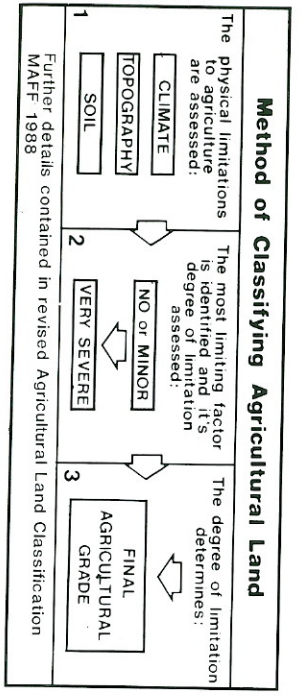 Method of Classifying Agricultural Land
The physical limitations
to agriculture
are assessed:
CLIMATE
TOPOGRAPHY
SOIL
1
The most limiting factor
is identified and it's
degree of limitation
assessed:
NO or MINOR
VERY SEVERE
2
The degree of limitation
determines:
FINAL
AGRICULTURAL
GRADE
3
Further details contained in revised Agricultural Land Classification
MAFF 1988